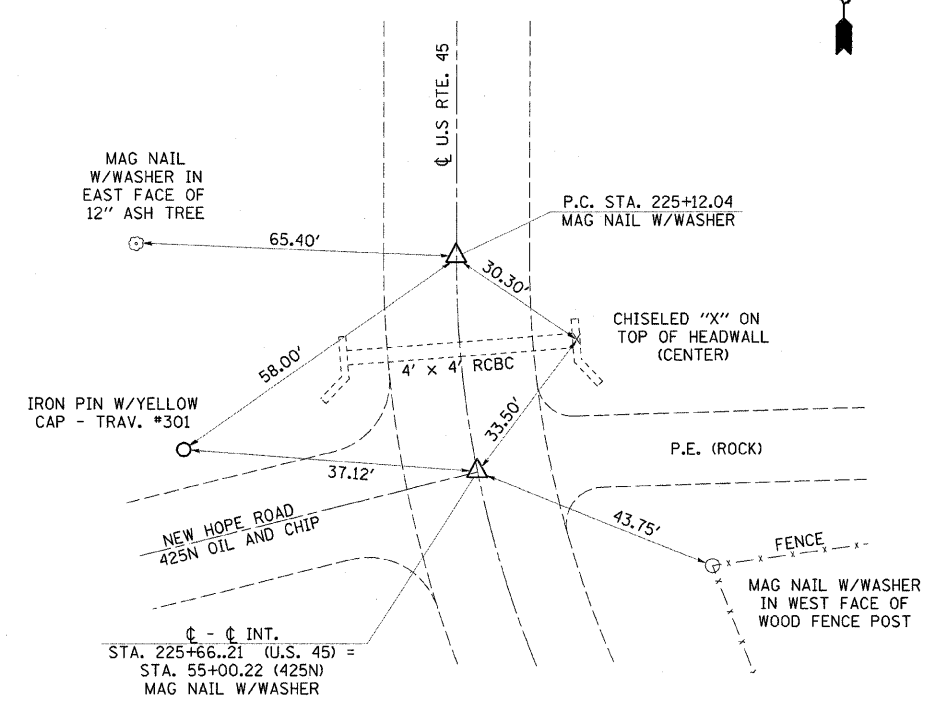 ℄ U.S RTE. 45
MAG NAIL
W/WASHER IN
EAST FACE OF
12" ASH TREE
65.40'
P.C. STA. 225+12.04
MAG NAIL W/WASHER
30.30'
58.00'
CHISELED "X" ON
TOP OF HEADWALL
(CENTER)
4' x 4' RCBC
IRON PIN W/YELLOW
CAP - TRAV. #301
33.50'
37.12'
P.E. (ROCK)
NEW HOPE ROAD
425N OIL AND CHIP
43.75'
FENCE
MAG NAIL W/WASHER
IN WEST FACE OF
WOOD FENCE POST
℄ - ℄ INT.
STA. 225+66..21 (U.S. 45) =
STA. 55+00.22 (425N)
MAG NAIL W/WASHER